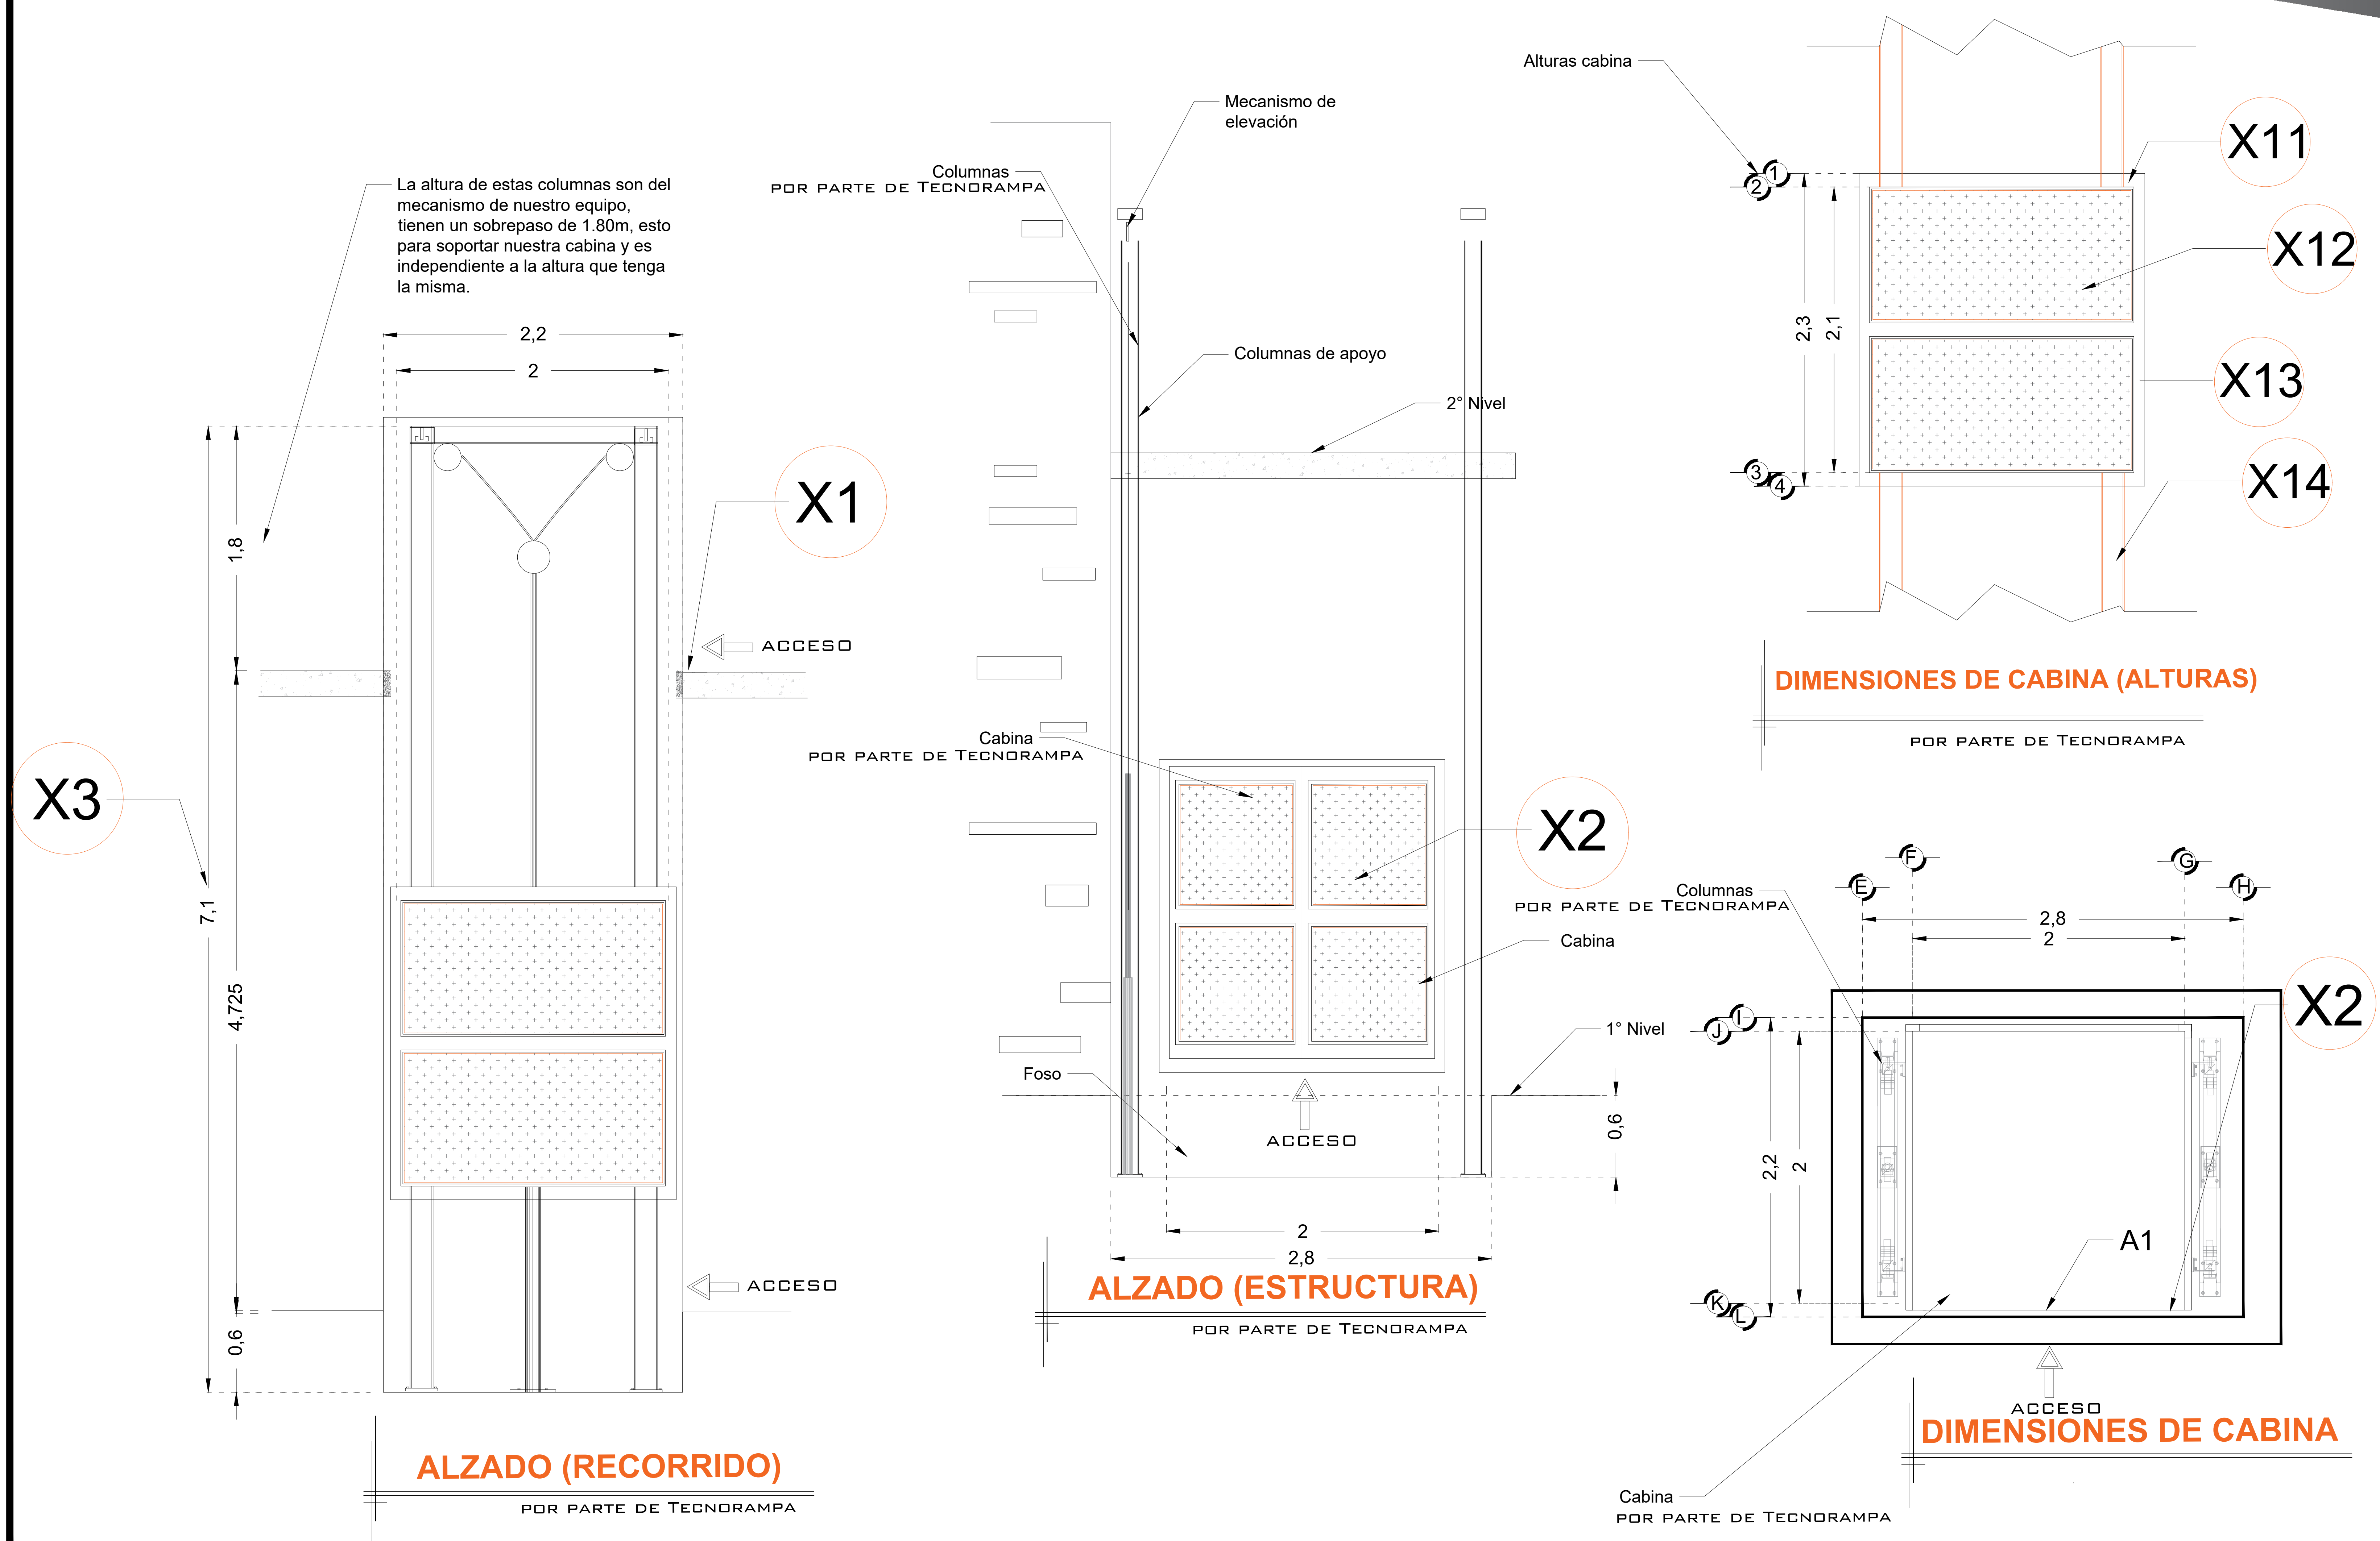 La altura de estas columnas son del
mecanismo de nuestro equipo,
tienen un sobrepaso de 1.80m, esto
para soportar nuestra cabina y es
independiente a la altura que tenga
la misma.
2,2
2
1,8
X1
ACCESO
X3
7,1
4,725
ACCESO
0,6
ALZADO (RECORRIDO)
POR PARTE DE TECNORAMPA
Mecanismo de
elevación
Columnas
POR PARTE DE TECNORAMPA
Columnas de apoyo
2° Nivel
Cabina
POR PARTE DE TECNORAMPA
X2
Cabina
1° Nivel
Foso
ACCESO
0,6
2
2,8
ALZADO (ESTRUCTURA)
POR PARTE DE TECNORAMPA
Alturas cabina
X11
1
2
X12
2,3
2,1
X13
3
4
X14
DIMENSIONES DE CABINA (ALTURAS)
POR PARTE DE TECNORAMPA
F
G
E
H
Columnas
POR PARTE DE TECNORAMPA
2,8
2
X2
I
J
2,2
2
A1
K
L
ACCESO
DIMENSIONES DE CABINA
Cabina
POR PARTE DE TECNORAMPA